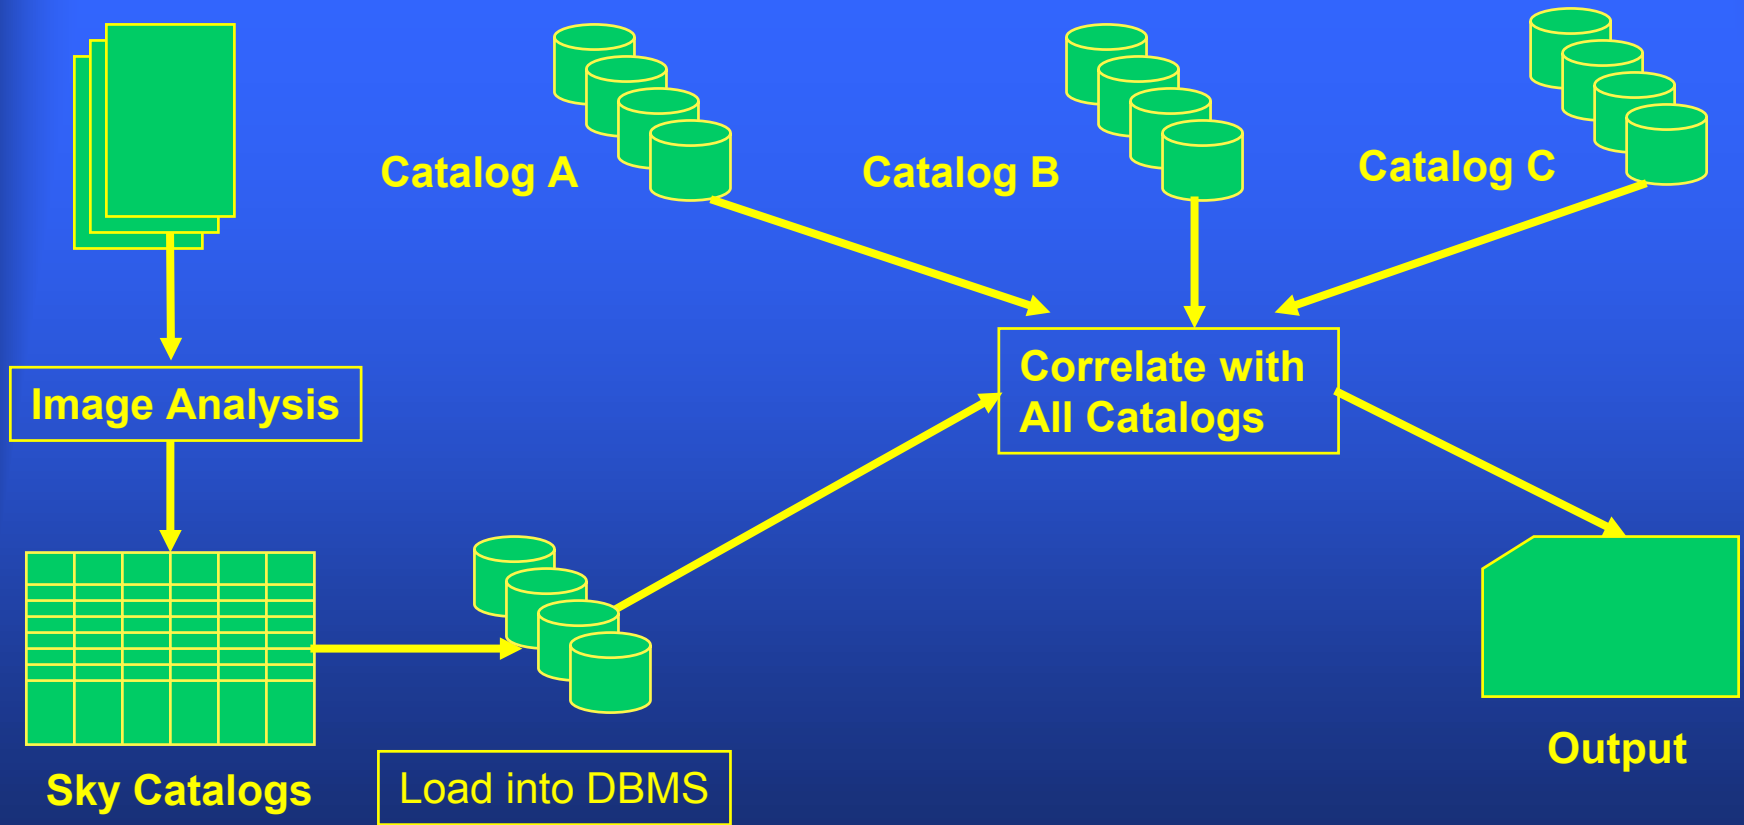 Catalog A
Catalog B
Catalog C
Image Analysis
Correlate with
All Catalogs
Sky Catalogs
Load into DBMS
Output